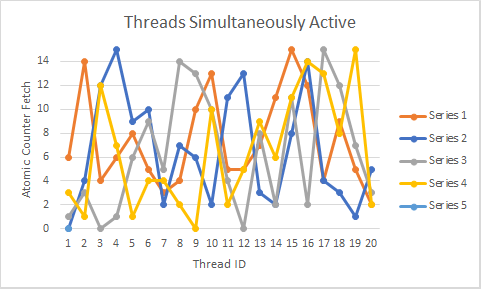 Threads Simultaneously Active
Atomic Counter Fetch
14
12
10
8
6
4
2
0
1 2 3 4 5 6 7 8 9 10 11 12 13 14 15 16 17 18 19 20
Thread ID
Series 1
Series 2
Series 3
Series 4
Series 5